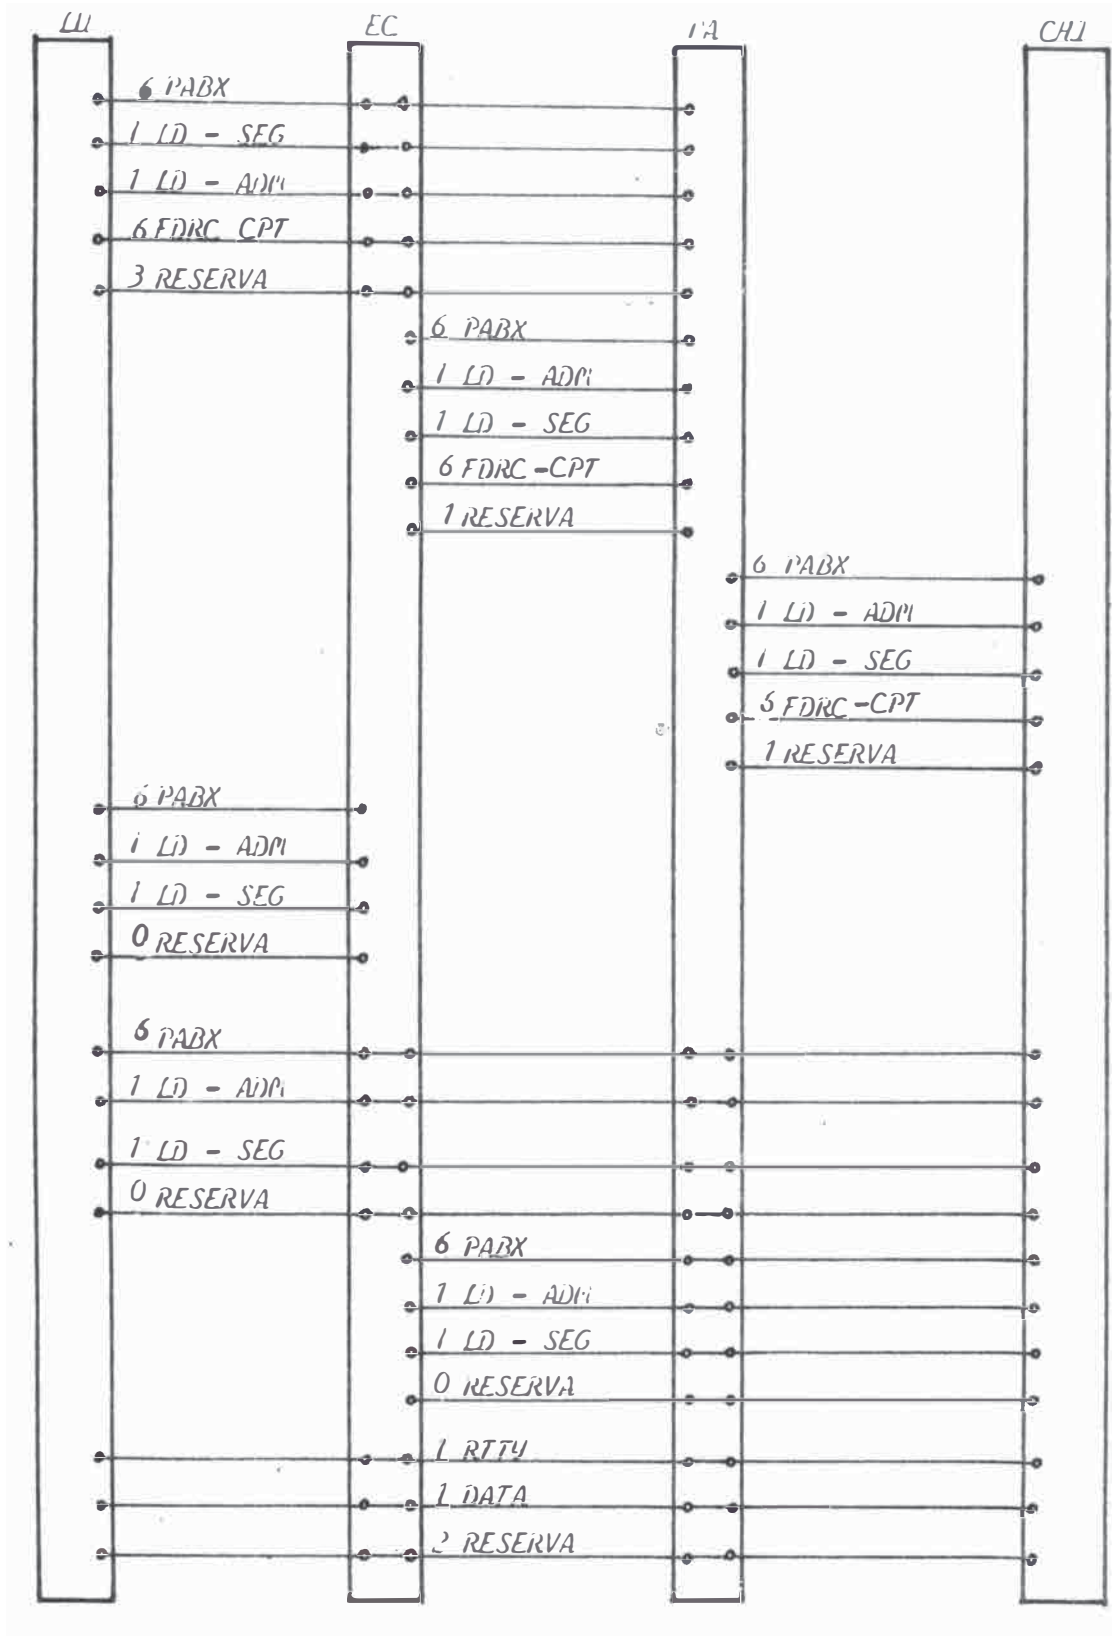 LU EC PA CHI
6 PABX
1 LD - SEG
1 LD - ADM
6 FDRC CPT
3 RESERVA
6 PABX
1 LD - ADM
1 LD - SEG
6 FDRC - CPT
1 RESERVA
6 PABX
1 LD - ADM
1 LD - SEG
FDRC - CPT
1 RESERVA
6 PABX
1 LD - ADM
1 LD - SEG
0 RESERVA
6 PABX
1 LD - ADM
1 LD - SEG
0 RESERVA
6 PABX
1 LD - ADM
1 LD - SEG
0 RESERVA
1 RTTY
1 DATA
2 RESERVA